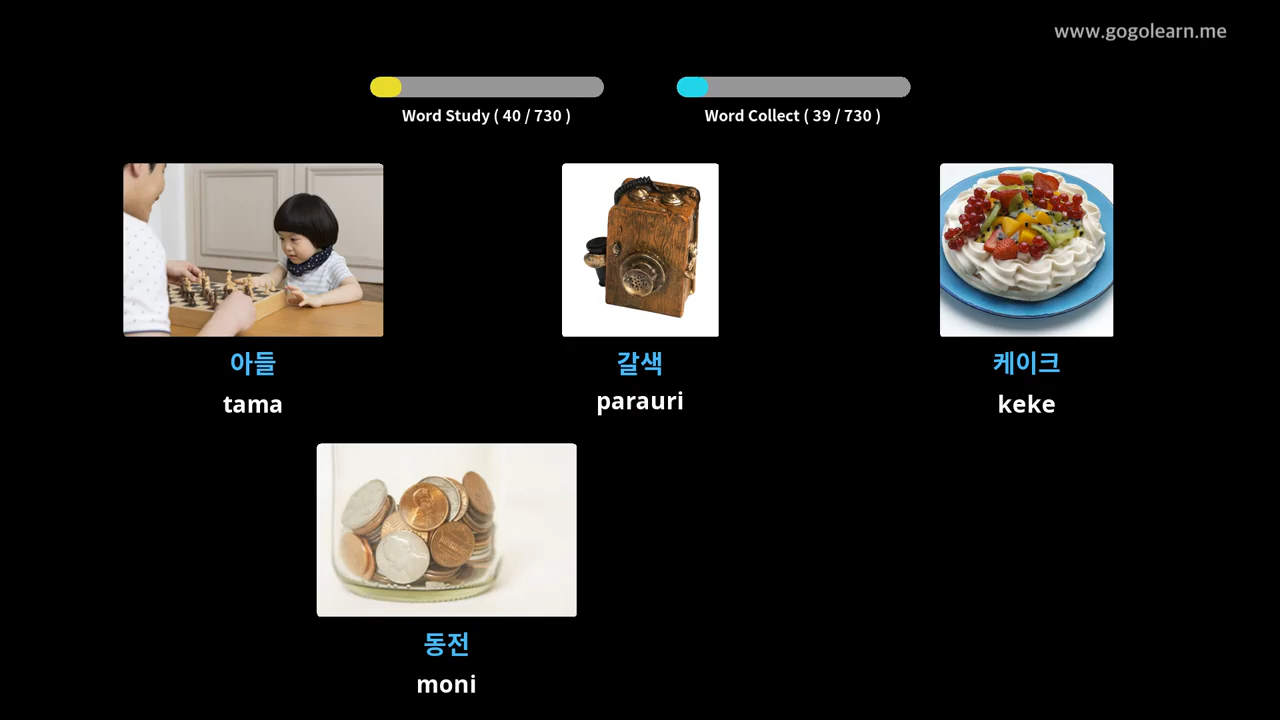 www.gogolearn.me
Word Study ( 40 / 730 )
Word Collect ( 39 / 730 )
아들
tama
갈색
parauri
케이크
keke
동전
moni